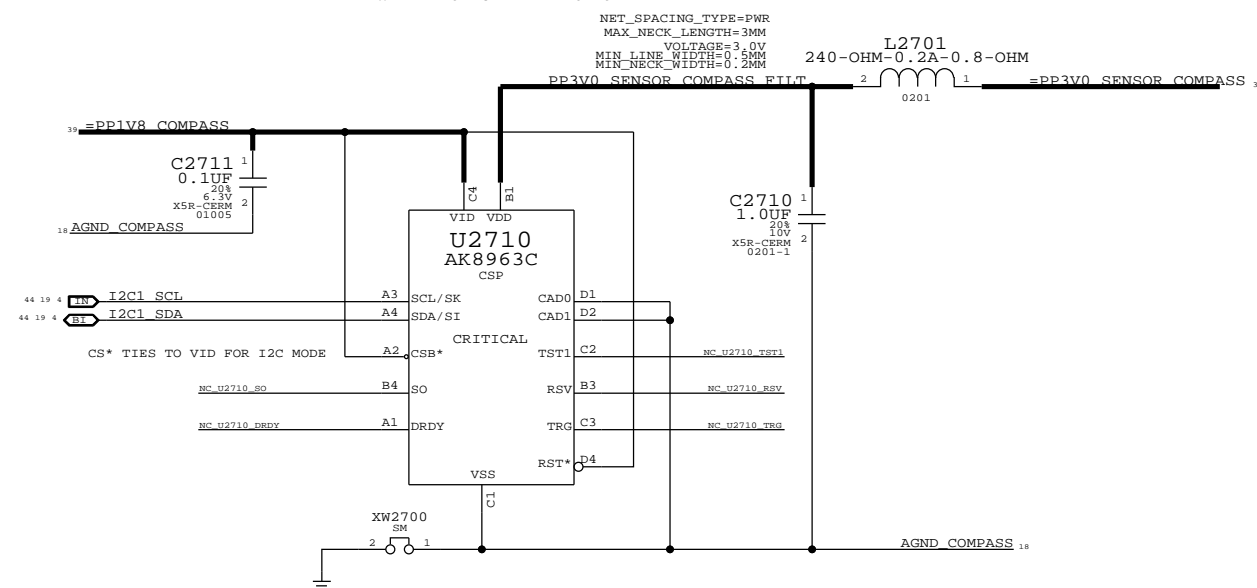 NET_SPACING_TYPE=PWR
MAX_NECK_LENGTH=3MM
VOLTAGE=3.0V
MIN_LINE_WIDTH=0.5MM
MIN_NECK_WIDTH=0.2MM
L2701
240-OHM-0.2A-0.8-OHM
PP3V0_SENSOR_COMPASS_FILT
2
1
=PP3V0_SENSOR_COMPASS
0201
39
=PP1V8_COMPASS
C2711
1
0.1UF
20%
6.3V
X5R-CERM
2
01005
18
AGND_COMPASS
C4
B1
VID
VDD
U2710
AK8963C
CSP
C2710
1
1.0UF
20%
10V
X5R-CERM
2
0201-1
44 19 4
IN
I2C1_SCL
A3
SCL/SK
CAD0
D1
44 19 4
BI
I2C1_SDA
A4
SDA/SI
CAD1
D2
CRITICAL
CS* TIES TO VID FOR I2C MODE
A2
CSB*
TST1
C2
NC_U2710_TST1
NC_U2710_SO
B4
SO
RSV
B3
NC_U2710_RSV
NC_U2710_DRDY
A1
DRDY
TRG
C3
NC_U2710_TRG
RST*
D4
VSS
C1
XW2700
SM
2
1
AGND_COMPASS
18